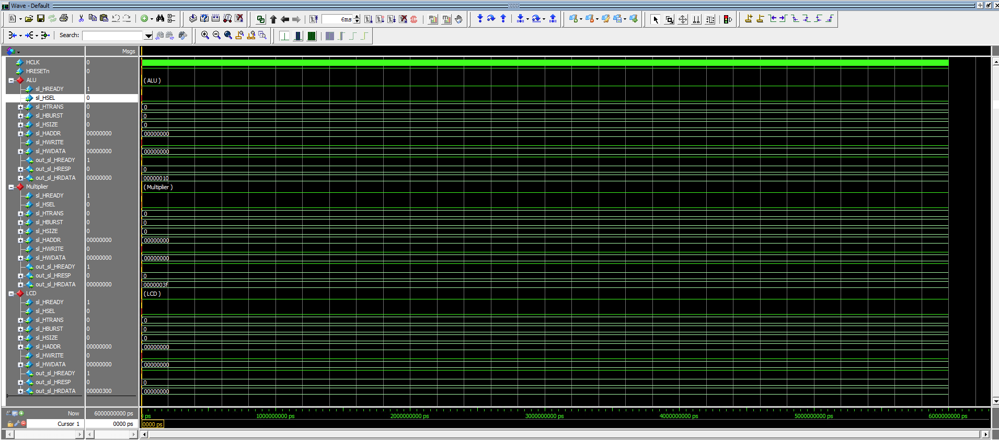 Wave - Default
6ms
Search:
Msgs
HCLK 0
HRESETn 0
ALU ( ALU )
sl_HREADY 1
sl_HSEL 0
sl_HTRANS 0 0
sl_HBURST 0 0
sl_HSIZE 0 0
sl_HADDR 00000000 00000000
sl_HWRITE 0
sl_HWDATA 00000000 00000000
out_sl_HREADY 1
out_sl_HRESP 0 0
out_sl_HRDATA 00000000 00000010
Multiplier ( Multiplier )
sl_HREADY 1
sl_HSEL 0
sl_HTRANS 0 0
sl_HBURST 0 0
sl_HSIZE 0 0
sl_HADDR 00000000 00000000
sl_HWRITE 0
sl_HWDATA 00000000 00000000
out_sl_HREADY 1
out_sl_HRESP 0 0
out_sl_HRDATA 00000000 0000003f
LCD ( LCD )
sl_HREADY 1
sl_HSEL 0
sl_HTRANS 0 0
sl_HBURST 0 0
sl_HSIZE 0 0
sl_HADDR 00000000 00000000
sl_HWRITE 0
sl_HWDATA 00000000 00000000
out_sl_HREADY 1
out_sl_HRESP 0 0
out_sl_HRDATA 00000300 00000000
Now 6000000000 ps 0 ps 1000000000 ps 2000000000 ps 3000000000 ps 4000000000 ps 5000000000 ps 6000000000 ps
Cursor 1 0000 ps 0000 ps